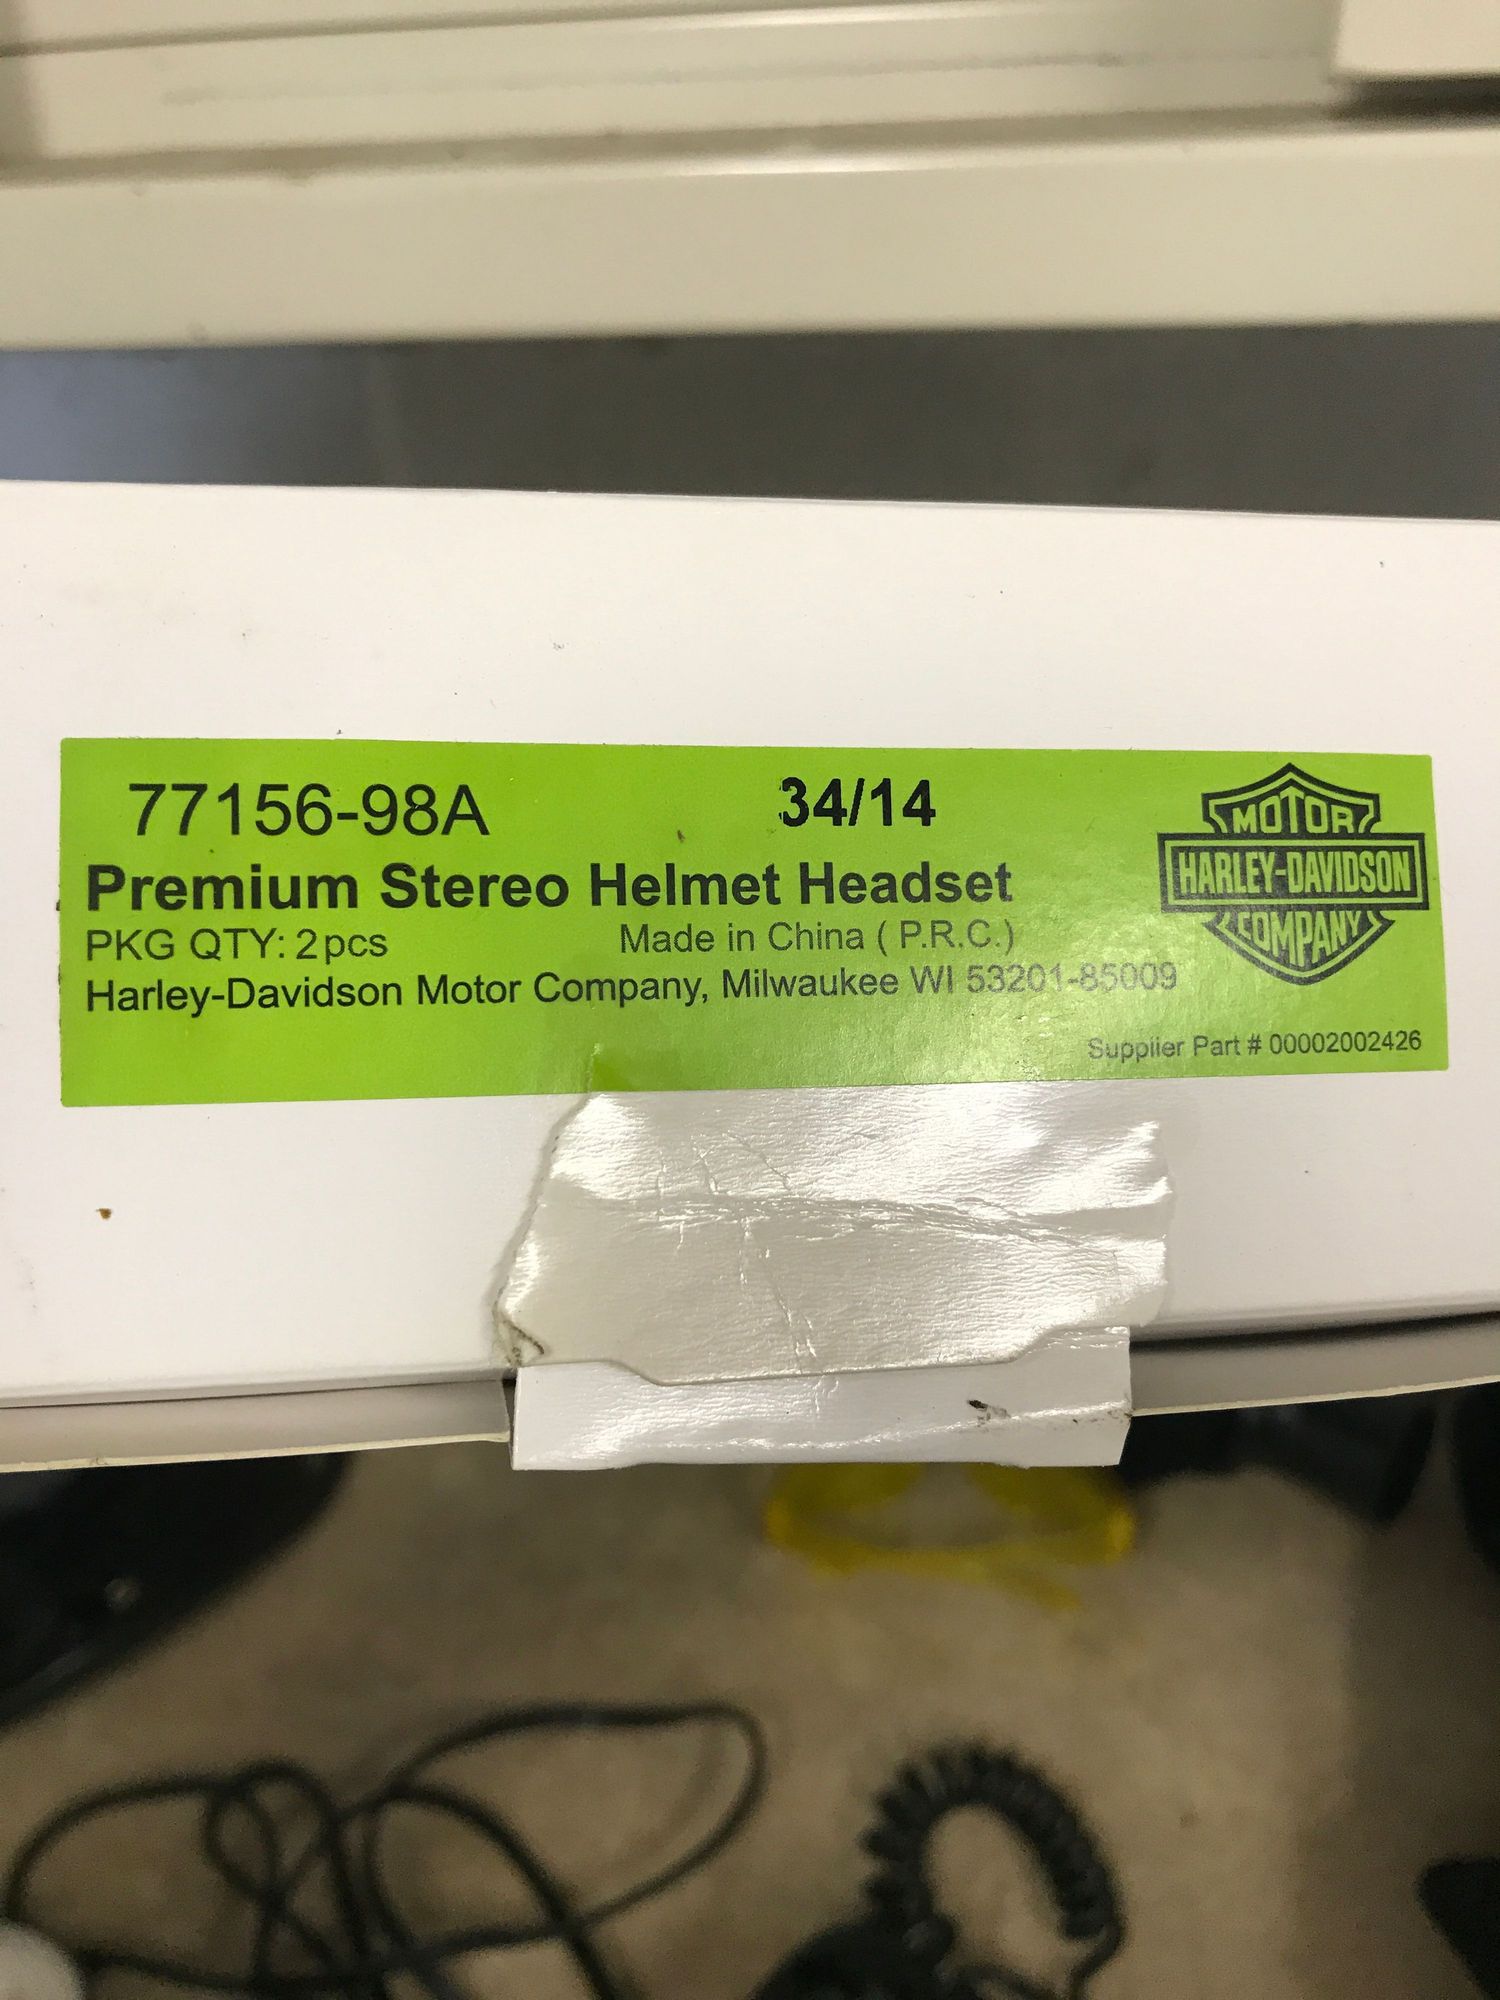 77156-98A 34/14
Premium Stereo Helmet Headset
PKG QTY: 2pcs Made in China ( P.R.C.)
Harley-Davidson Motor Company, Milwaukee WI 53201-85009
Supplier Part # 00002002426
MOTOR
HARLEY-DAVIDSON
COMPANY